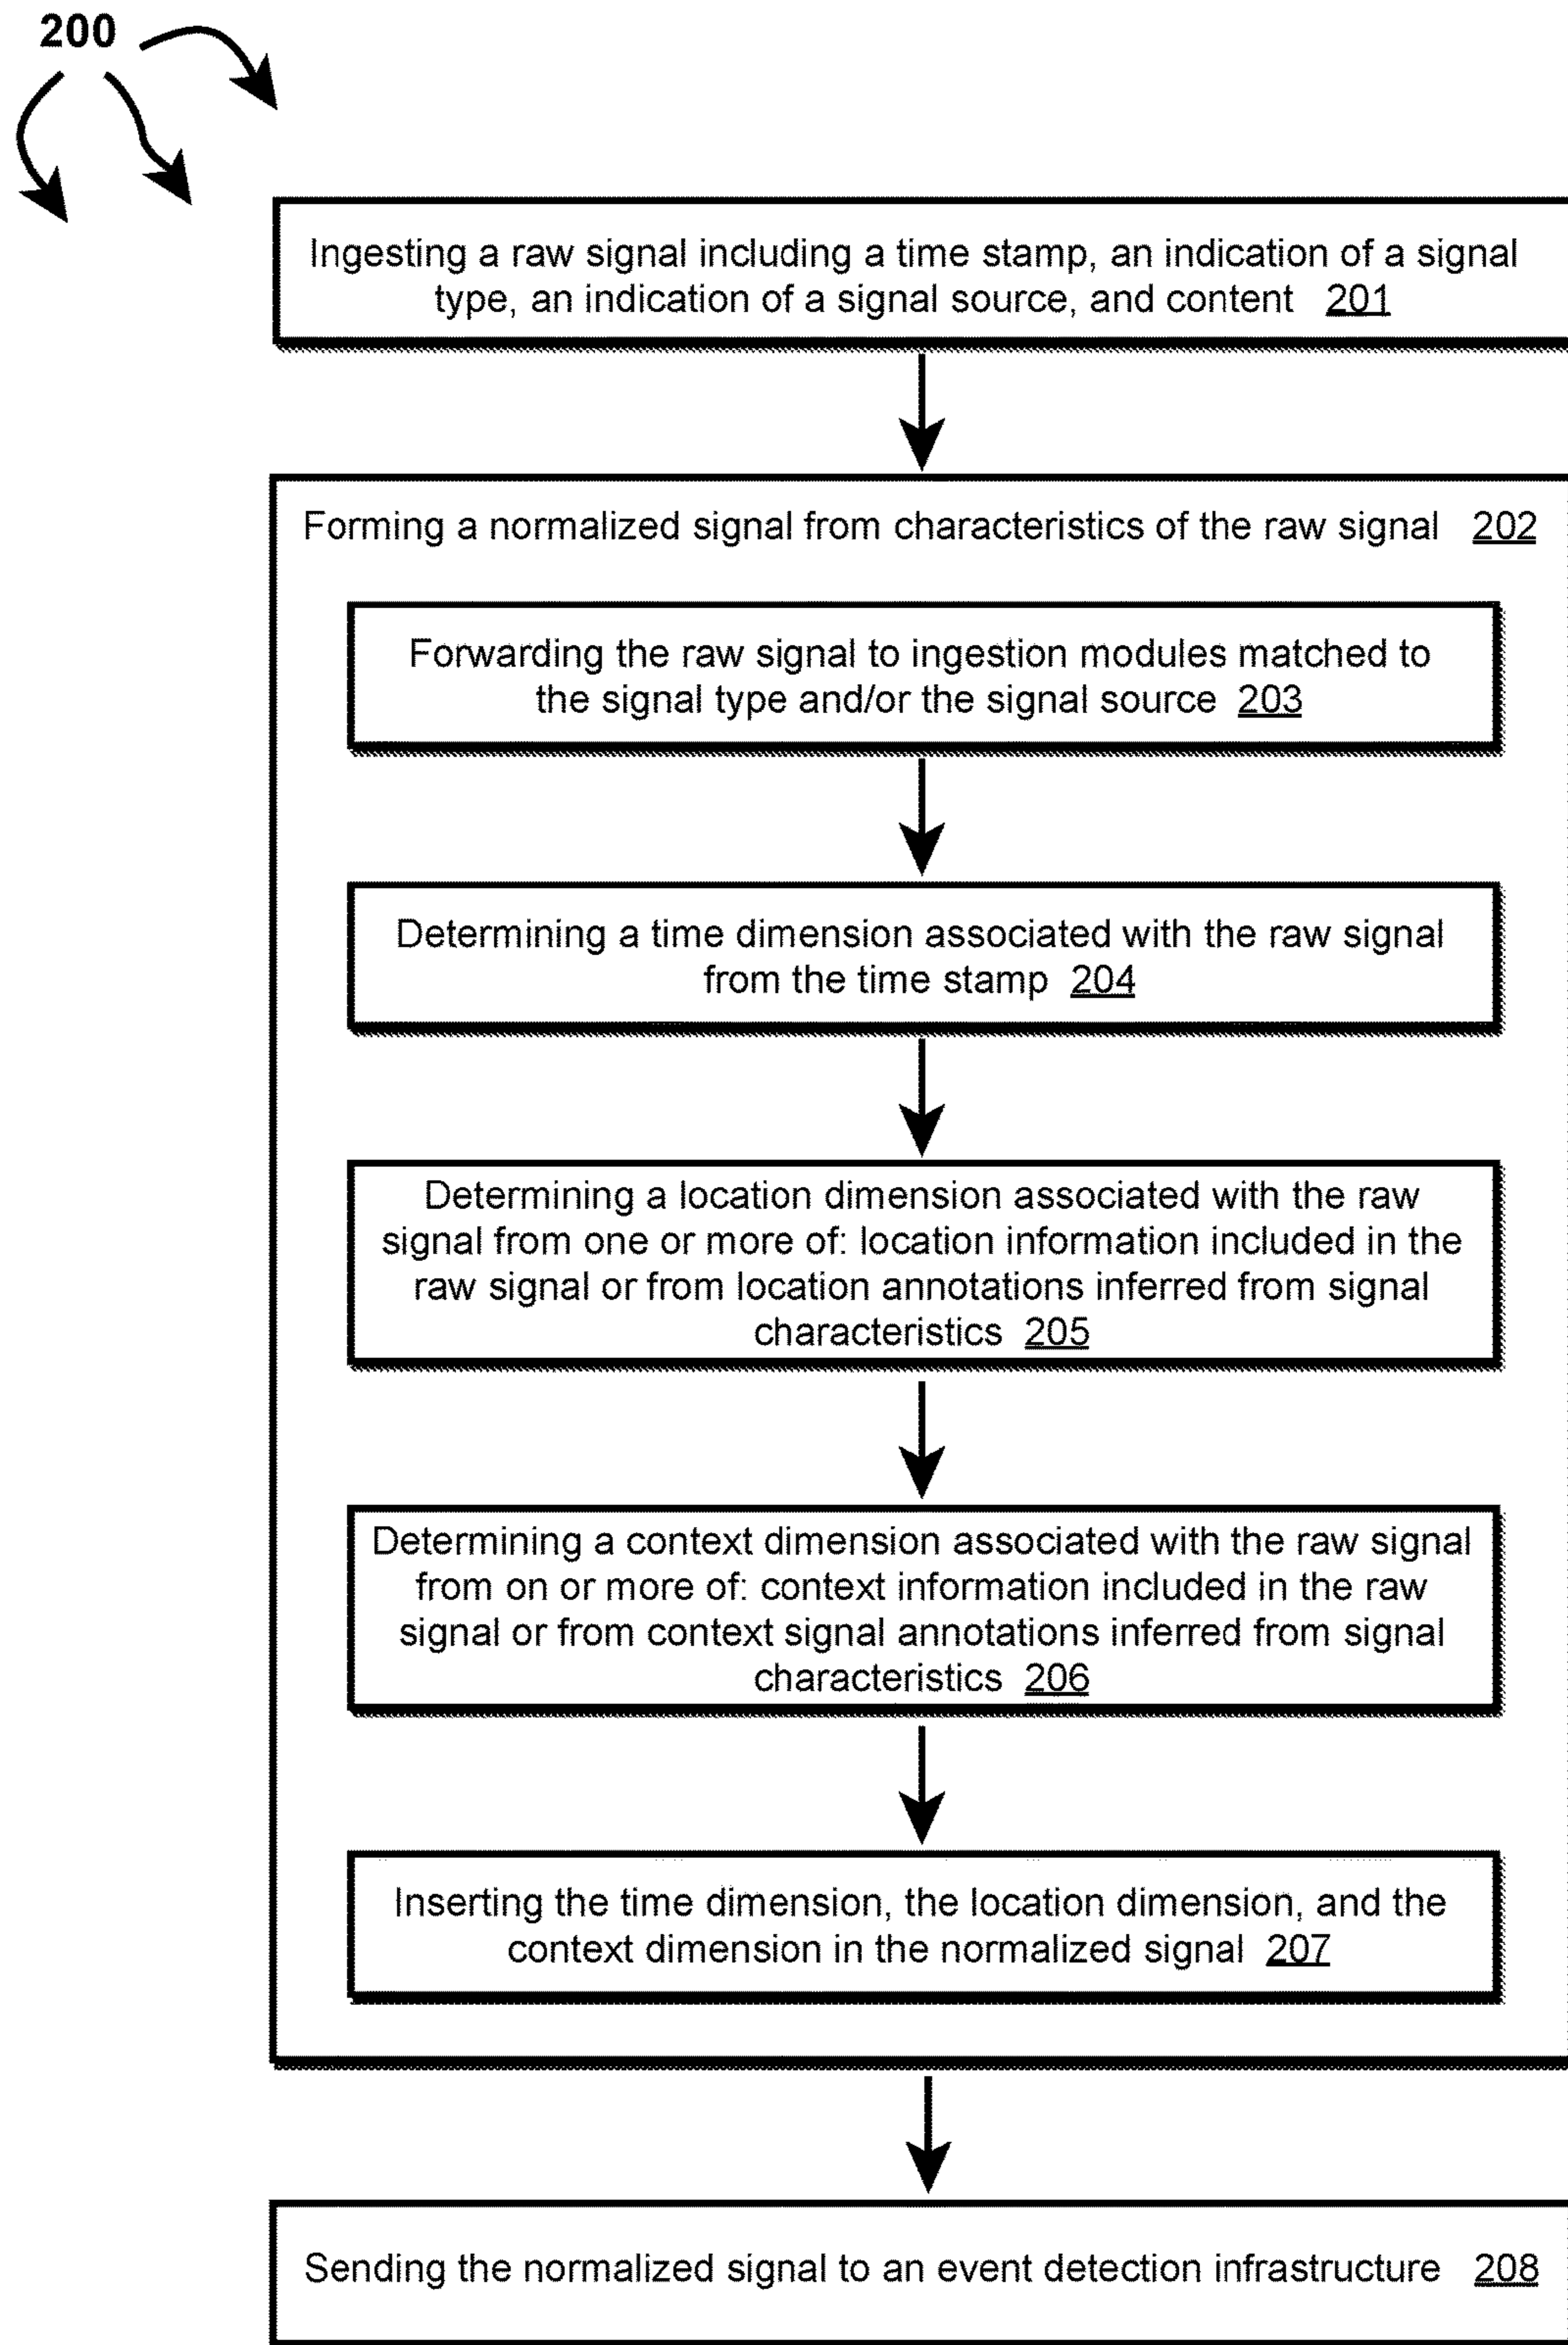 200
Ingesting a raw signal including a time stamp, an indication of a signal
type, an indication of a signal source, and content 201
Forming a normalized signal from characteristics of the raw signal 202
Forwarding the raw signal to ingestion modules matched to
the signal type and/or the signal source 203
Determining a time dimension associated with the raw signal
from the time stamp 204
Determining a location dimension associated with the raw
signal from one or more of: location information included in the
raw signal or from location annotations inferred from signal
characteristics 205
Determining a context dimension associated with the raw signal
from on or more of: context information included in the raw
signal or from context signal annotations inferred from signal
characteristics 206
Inserting the time dimension, the location dimension, and the
context dimension in the normalized signal 207
Sending the normalized signal to an event detection infrastructure 208